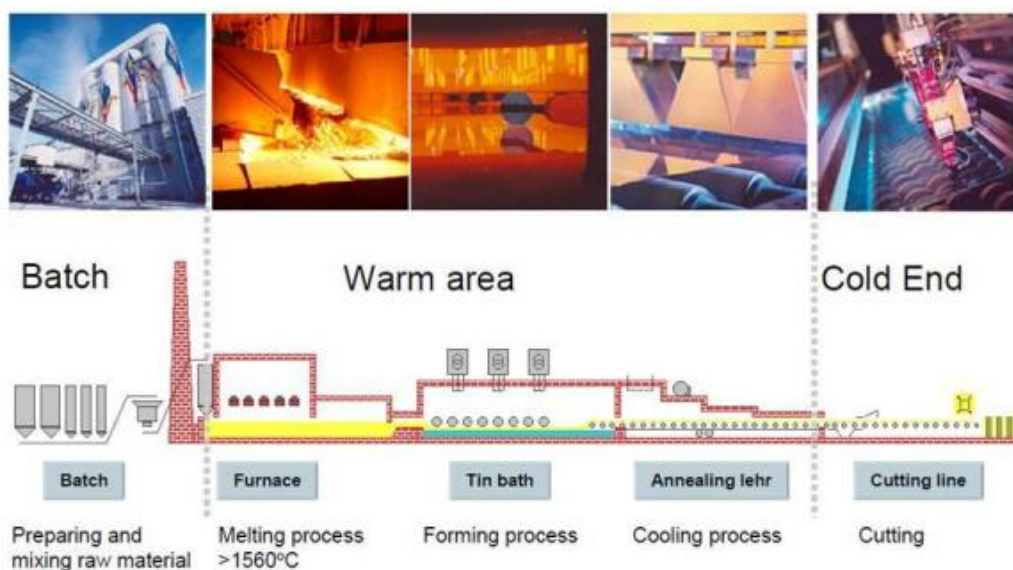 Batch
Warm area
Cold End
Batch
Furnace
Tin bath
Annealing lehr
Cutting line
Preparing and
mixing raw material
Melting process
>1560°C
Forming process
Cooling process
Cutting